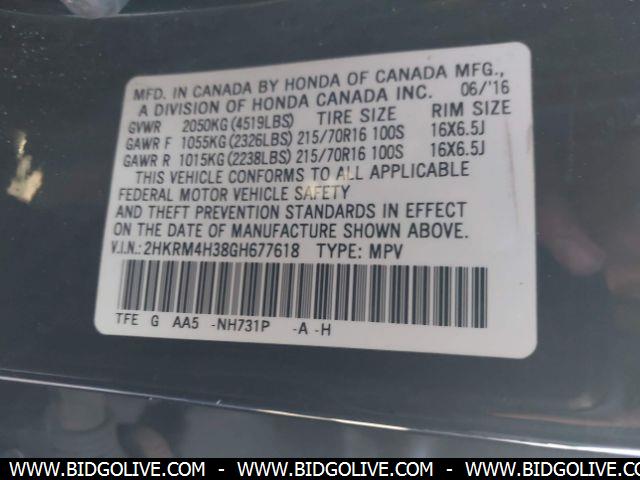 MFD. IN CANADA BY HONDA OF CANADA MFG.,
A DIVISION OF HONDA CANADA INC. 06/'16
GVWR 2050KG(4519LBS) TIRE SIZE RIM SIZE
GAWR F 1055KG(2326LBS) 215/70R16 100S 16X6.5J
GAWR R 1015KG(2238LBS) 215/70R16 100S 16X6.5J
THIS VEHICLE CONFORMS TO ALL APPLICABLE
FEDERAL MOTOR VEHICLE SAFETY
AND THEFT PREVENTION STANDARDS IN EFFECT
ON THE DATE OF MANUFACTURE SHOWN ABOVE.
V.I.N.: 2HKRM4H38GH677618 TYPE: MPV
TFE G AA5 -NH731P -A -H
WWW.BIDGOLIVE.COM - WWW.BIDGOLIVE.COM - WWW.BIDGOLIVE.COM